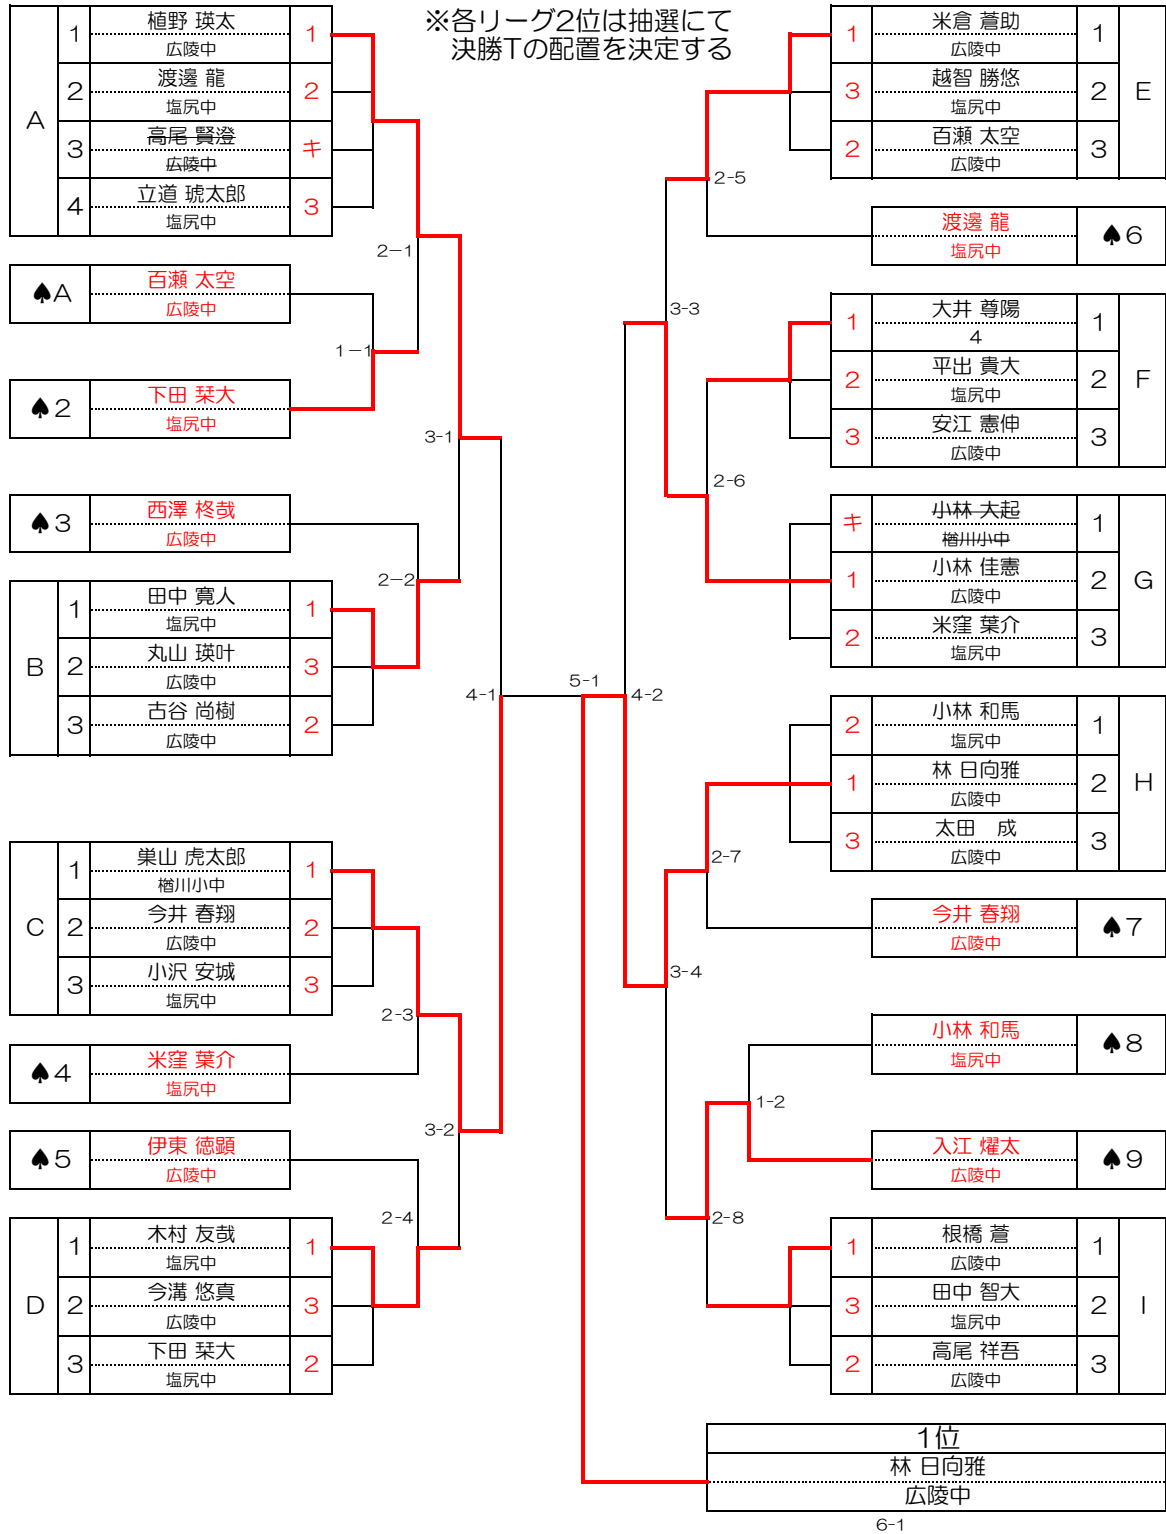 ※各リーグ2位は抽選にて
決勝Tの配置を決定する
A
1 植野 瑛太 1
広陵中
2 渡邊 龍 2
塩尻中
3 高尾 賢澄 キ
広陵中
4 立道 琥太郎 3
塩尻中
♠A 百瀬 太空
広陵中
♠2 下田 栞大
塩尻中
♠3 西澤 柊哉
広陵中
B
1 田中 寛人 1
塩尻中
2 丸山 瑛叶 3
広陵中
3 古谷 尚樹 2
広陵中
C
1 巣山 虎太郎 1
楢川小中
2 今井 春翔 2
広陵中
3 小沢 安城 3
塩尻中
♠4 米窪 葉介
塩尻中
♠5 伊東 徳顕
広陵中
D
1 木村 友哉 1
塩尻中
2 今溝 悠真 3
広陵中
3 下田 栞大 2
塩尻中
2－1
1－1
3-1
2－2
4-1
2-3
3-2
2-4
5-1
4-2
2-5
3-3
2-6
2-7
3-4
1-2
2-8
E
1 米倉 蒼助 1
広陵中
3 越智 勝悠 2
塩尻中
2 百瀬 太空 3
広陵中
渡邊 龍 ♠6
塩尻中
F
1 大井 尊陽 1
4
2 平出 貴大 2
塩尻中
3 安江 憲伸 3
広陵中
G
キ 小林 大起 1
楢川小中
1 小林 佳憲 2
広陵中
2 米窪 葉介 3
塩尻中
H
2 小林 和馬 1
塩尻中
1 林 日向雅 2
広陵中
3 太田　成 3
広陵中
今井 春翔 ♠7
広陵中
小林 和馬 ♠8
塩尻中
入江 燿太 ♠9
広陵中
I
1 根橋 蒼 1
広陵中
3 田中 智大 2
塩尻中
2 高尾 祥吾 3
広陵中
1位
林 日向雅
広陵中
6-1